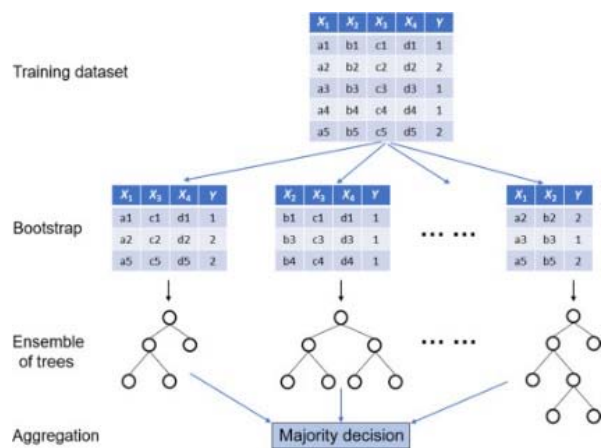 X1 X2 X3 X4 Y
a1 b1 c1 d1 1
a2 b2 c2 d2 2
Training dataset
a3 b3 c3 d3 1
a4 b4 c4 d4 1
a5 b5 c5 d5 2
X1 X3 X4 Y
a1 c1 d1 1
a2 c2 d2 2
a5 c5 d5 2
X2 X3 X4 Y
b1 c1 d1 1
b3 c3 d3 1
b4 c4 d4 1
X1 X2 Y
a2 b2 2
a3 b3 1
a5 b5 2
Bootstrap
... ...
Ensemble
of trees
... ...
Aggregation
Majority decision